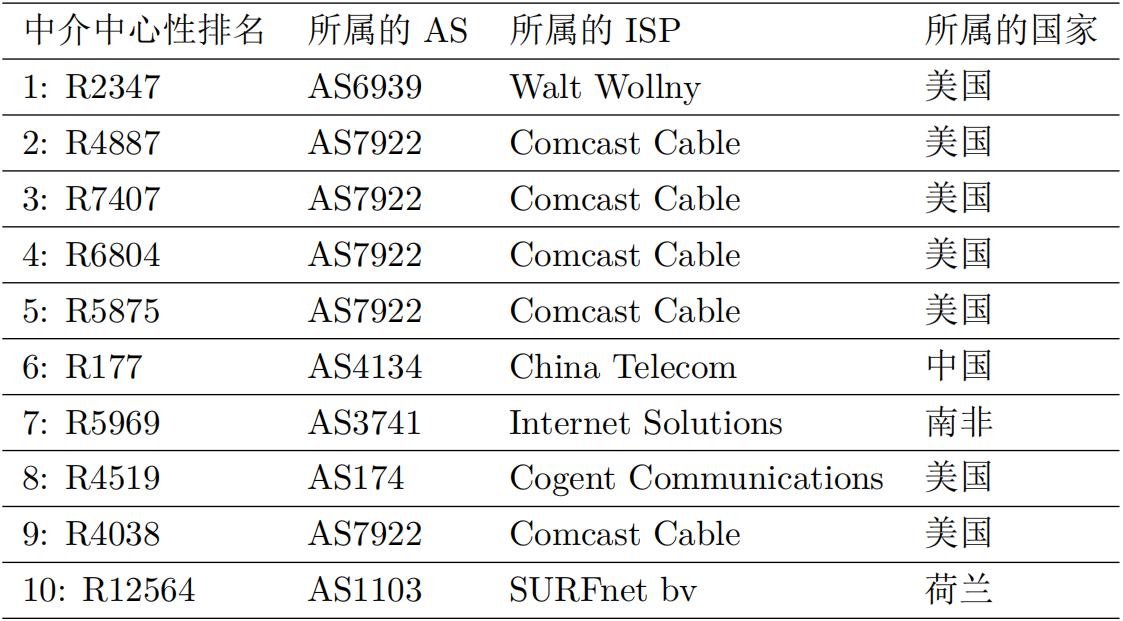 中介中心性排名 所属的 AS 所属的 ISP 所属的国家
1: R2347 AS6939 Walt Wollny 美国
2: R4887 AS7922 Comcast Cable 美国
3: R7407 AS7922 Comcast Cable 美国
4: R6804 AS7922 Comcast Cable 美国
5: R5875 AS7922 Comcast Cable 美国
6: R177 AS4134 China Telecom 中国
7: R5969 AS3741 Internet Solutions 南非
8: R4519 AS174 Cogent Communications 美国
9: R4038 AS7922 Comcast Cable 美国
10: R12564 AS1103 SURFnet bv 荷兰